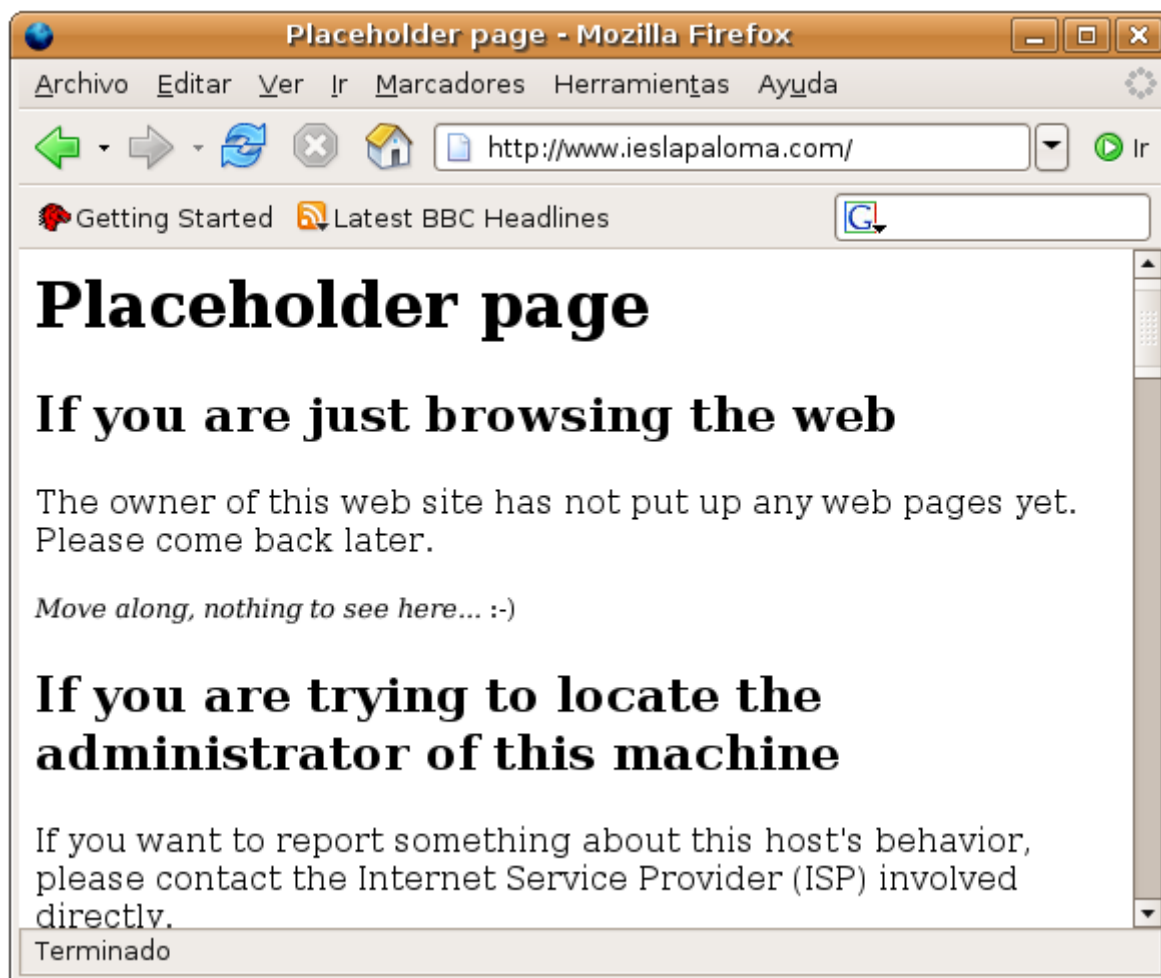 Placeholder page - Mozilla Firefox
Archivo Editar Ver Ir Marcadores Herramientas Ayuda
http://www.ieslapaloma.com/ Ir
Getting Started Latest BBC Headlines G
Placeholder page
If you are just browsing the web
The owner of this web site has not put up any web pages yet.
Please come back later.
Move along, nothing to see here... :-)
If you are trying to locate the
administrator of this machine
If you want to report something about this host's behavior,
please contact the Internet Service Provider (ISP) involved
directly.
Terminado